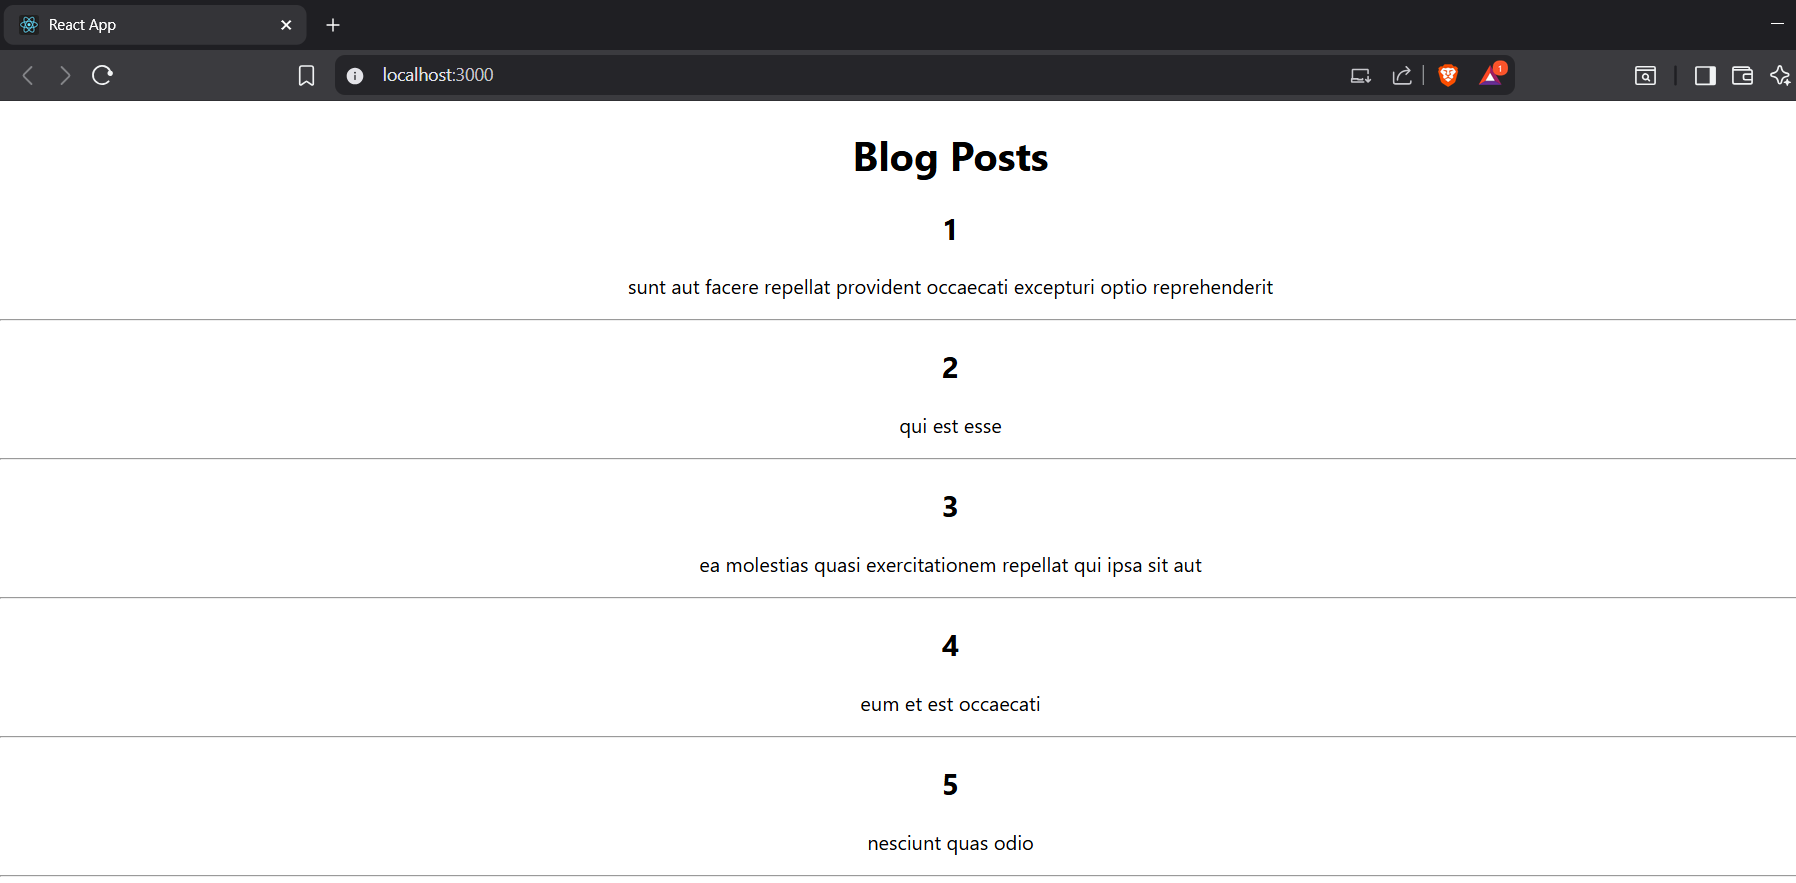 React App
localhost:3000
1
Blog Posts
1
sunt aut facere repellat provident occaecati excepturi optio reprehenderit
2
qui est esse
3
ea molestias quasi exercitationem repellat qui ipsa sit aut
4
eum et est occaecati
5
nesciunt quas odio